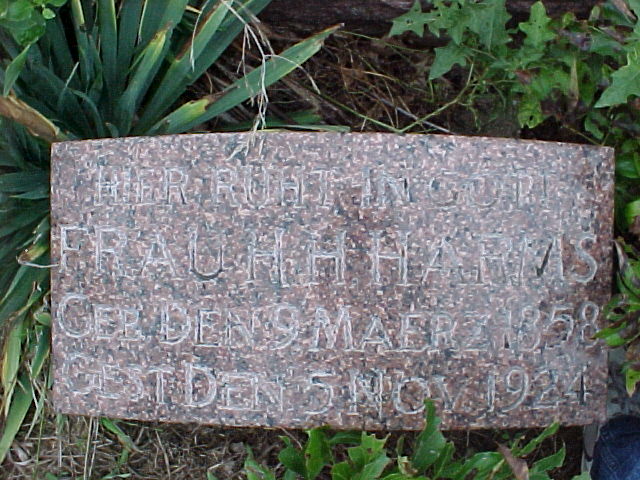 HIER RUHT IN GOTT
FRAU H. H. HARMS
GEB. DEN 9 MAERZ 1858
GEST. DEN 5 NOV. 1924